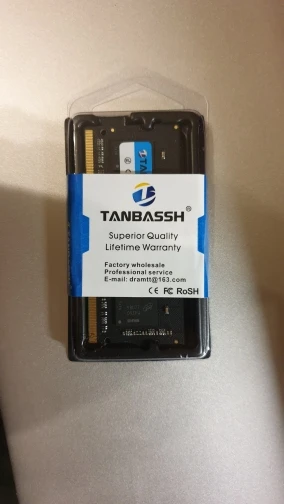 TANBASSH®
Superior Quality
Lifetime Warranty
Factory wholesale
Professional service
E-mail: dramtt@163.com
CE FC RoSH